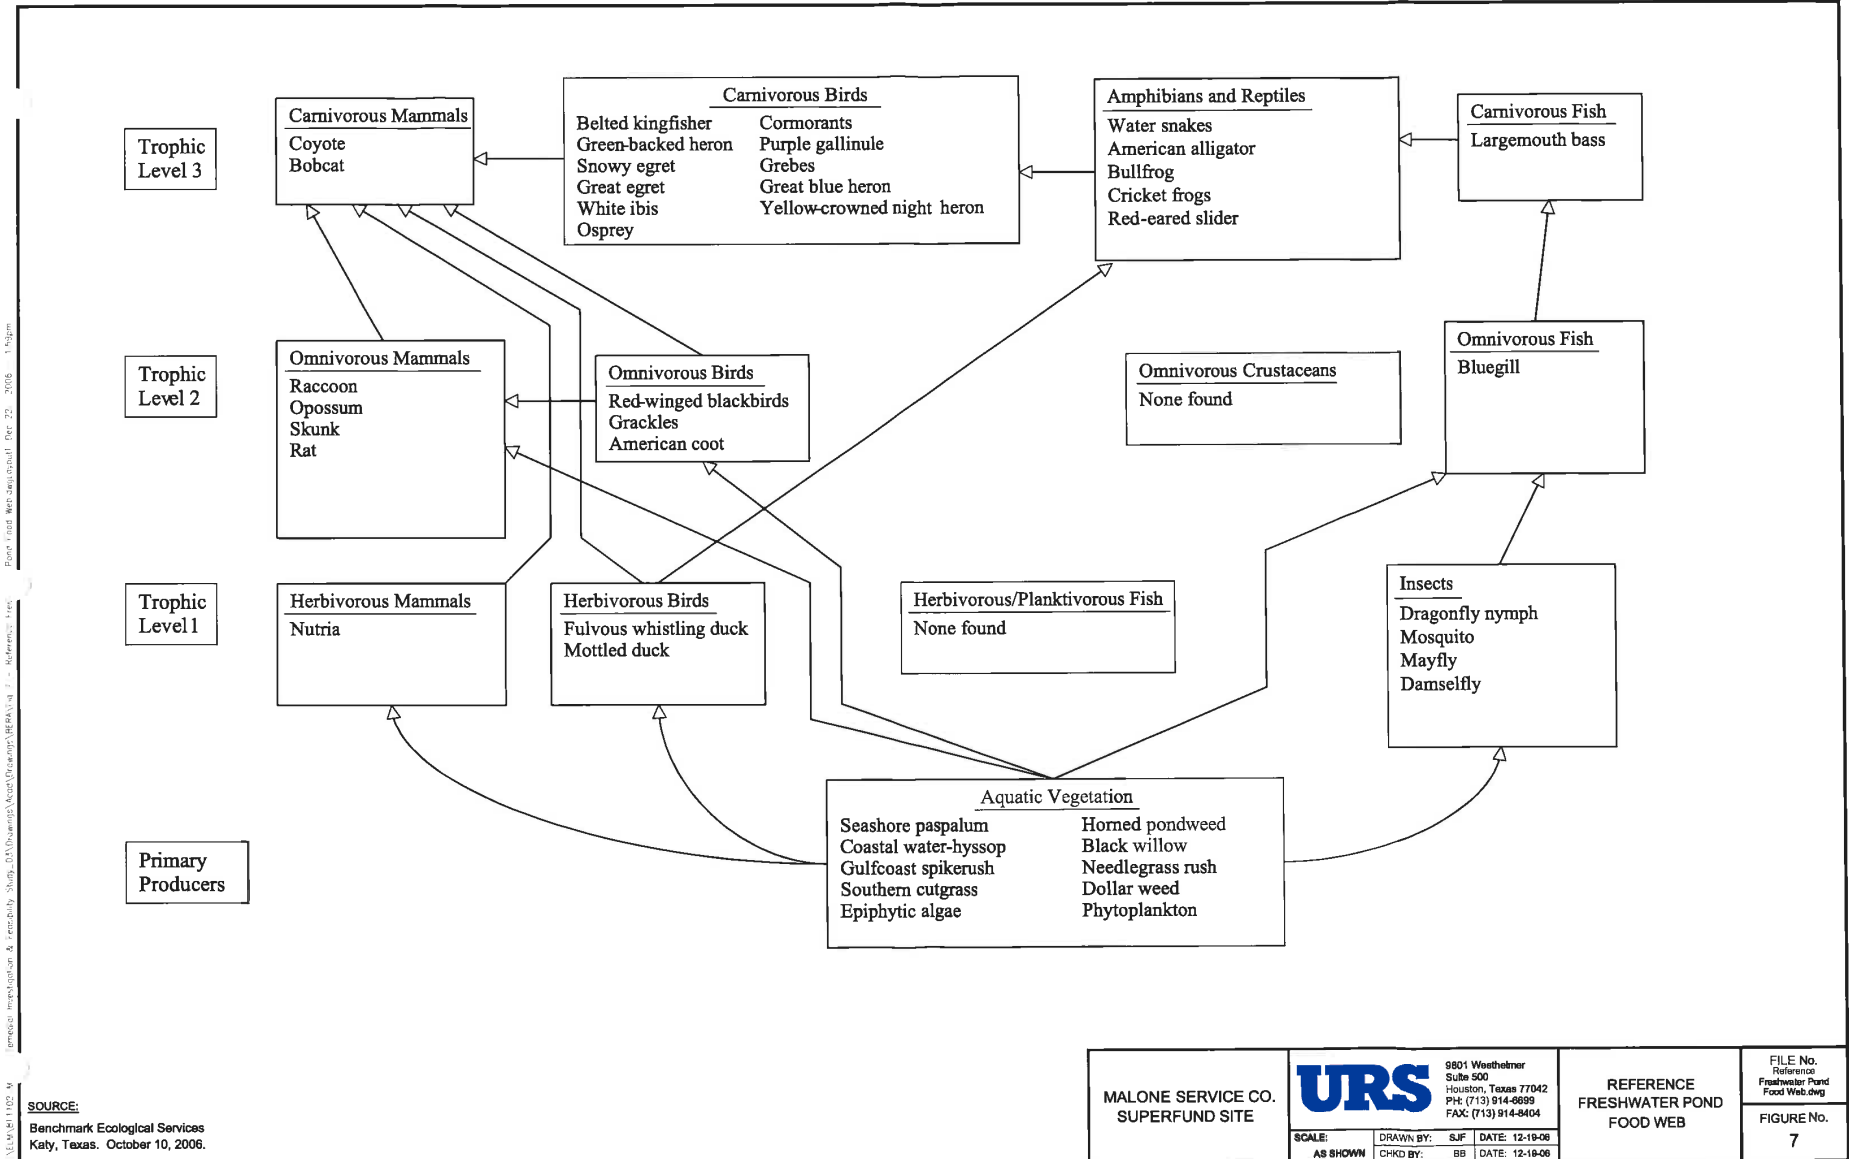 Trophic
Level 3
Carnivorous Mammals
Coyote
Bobcat
Carnivorous Birds
Belted kingfisher
Green-backed heron
Snowy egret
Great egret
White ibis
Osprey
Cormorants
Purple gallinule
Grebes
Great blue heron
Yellow-crowned night heron
Amphibians and Reptiles
Water snakes
American alligator
Bullfrog
Cricket frogs
Red-eared slider
Carnivorous Fish
Largemouth bass
Trophic
Level 2
Omnivorous Mammals
Raccoon
Opossum
Skunk
Rat
Omnivorous Birds
Red-winged blackbirds
Grackles
American coot
Omnivorous Crustaceans
None found
Omnivorous Fish
Bluegill
Trophic
Level 1
Herbivorous Mammals
Nutria
Herbivorous Birds
Fulvous whistling duck
Mottled duck
Herbivorous/Planktivorous Fish
None found
Insects
Dragonfly nymph
Mosquito
Mayfly
Damselfly
Primary
Producers
Aquatic Vegetation
Seashore paspalum
Coastal water-hyssop
Gulfcoast spikerush
Southern cutgrass
Epiphytic algae
Horned pondweed
Black willow
Needlegrass rush
Dollar weed
Phytoplankton
SOURCE:
Benchmark Ecological Services
Katy, Texas. October 10, 2006.
MALONE SERVICE CO.
SUPERFUND SITE
URS
9801 Westheimer
Suite 500
Houston, Texas 77042
PH: (713) 914-6699
FAX: (713) 914-8404
SCALE:
AS SHOWN
DRAWN BY: SJF DATE: 12-19-06
CHKD BY: BB DATE: 12-19-06
REFERENCE
FRESHWATER POND
FOOD WEB
FILE No.
Reference
Freshwater Pond
Food Web.dwg
FIGURE No.
7